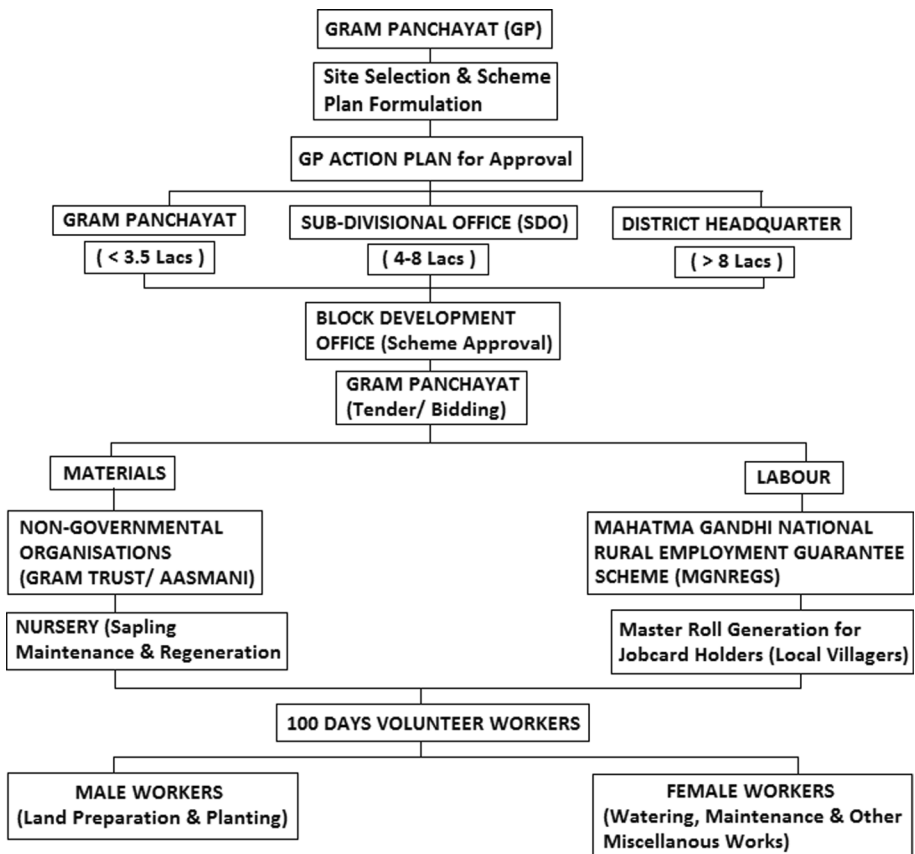 GRAM PANCHAYAT (GP)
Site Selection & Scheme
Plan Formulation
GP ACTION PLAN for Approval
GRAM PANCHAYAT
( < 3.5 Lacs )
SUB-DIVISIONAL OFFICE (SDO)
( 4-8 Lacs )
DISTRICT HEADQUARTER
( > 8 Lacs )
BLOCK DEVELOPMENT
OFFICE (Scheme Approval)
GRAM PANCHAYAT
(Tender/ Bidding)
MATERIALS
NON-GOVERNMENTAL
ORGANISATIONS
(GRAM TRUST/ AASMANI)
NURSERY (Sapling
Maintenance & Regeneration
LABOUR
MAHATMA GANDHI NATIONAL
RURAL EMPLOYMENT GUARANTEE
SCHEME (MGNREGS)
Master Roll Generation for
Jobcard Holders (Local Villagers)
100 DAYS VOLUNTEER WORKERS
MALE WORKERS
(Land Preparation & Planting)
FEMALE WORKERS
(Watering, Maintenance & Other
Miscellanous Works)